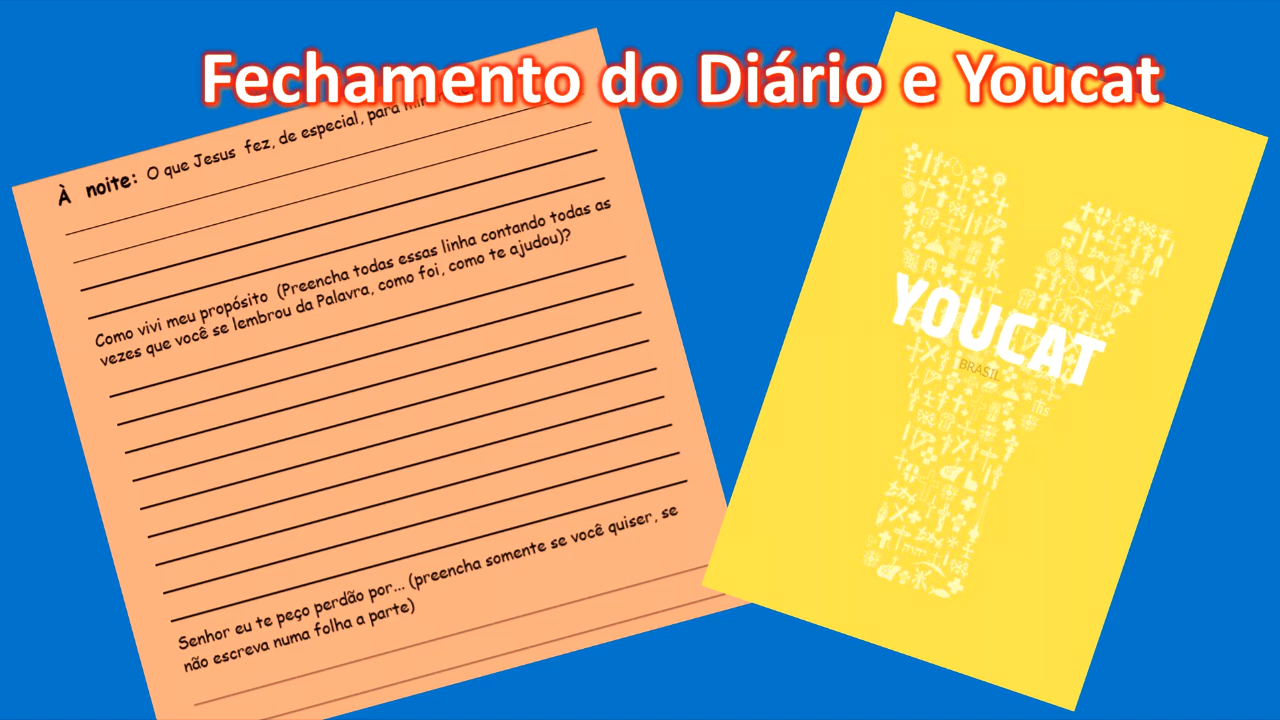 Fechamento do Diário e Youcat
À noite: O que Jesus fez, de especial, para
Como vivi meu propósito (Preencha todas essas linha contando todas as
vezes que você se lembrou da Palavra, como foi, como te ajudou)?
Senhor eu te peço perdão por... (preencha somente se você quiser, se
não escreva numa folha a parte)
YOUCAT
BRASIL